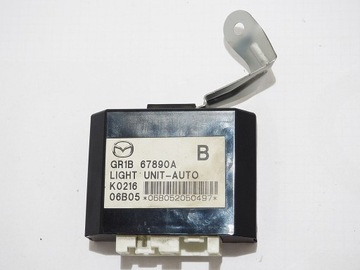 GR1B 67890A B
LIGHT UNIT-AUTO
K0216
06B05 *06B052050497*